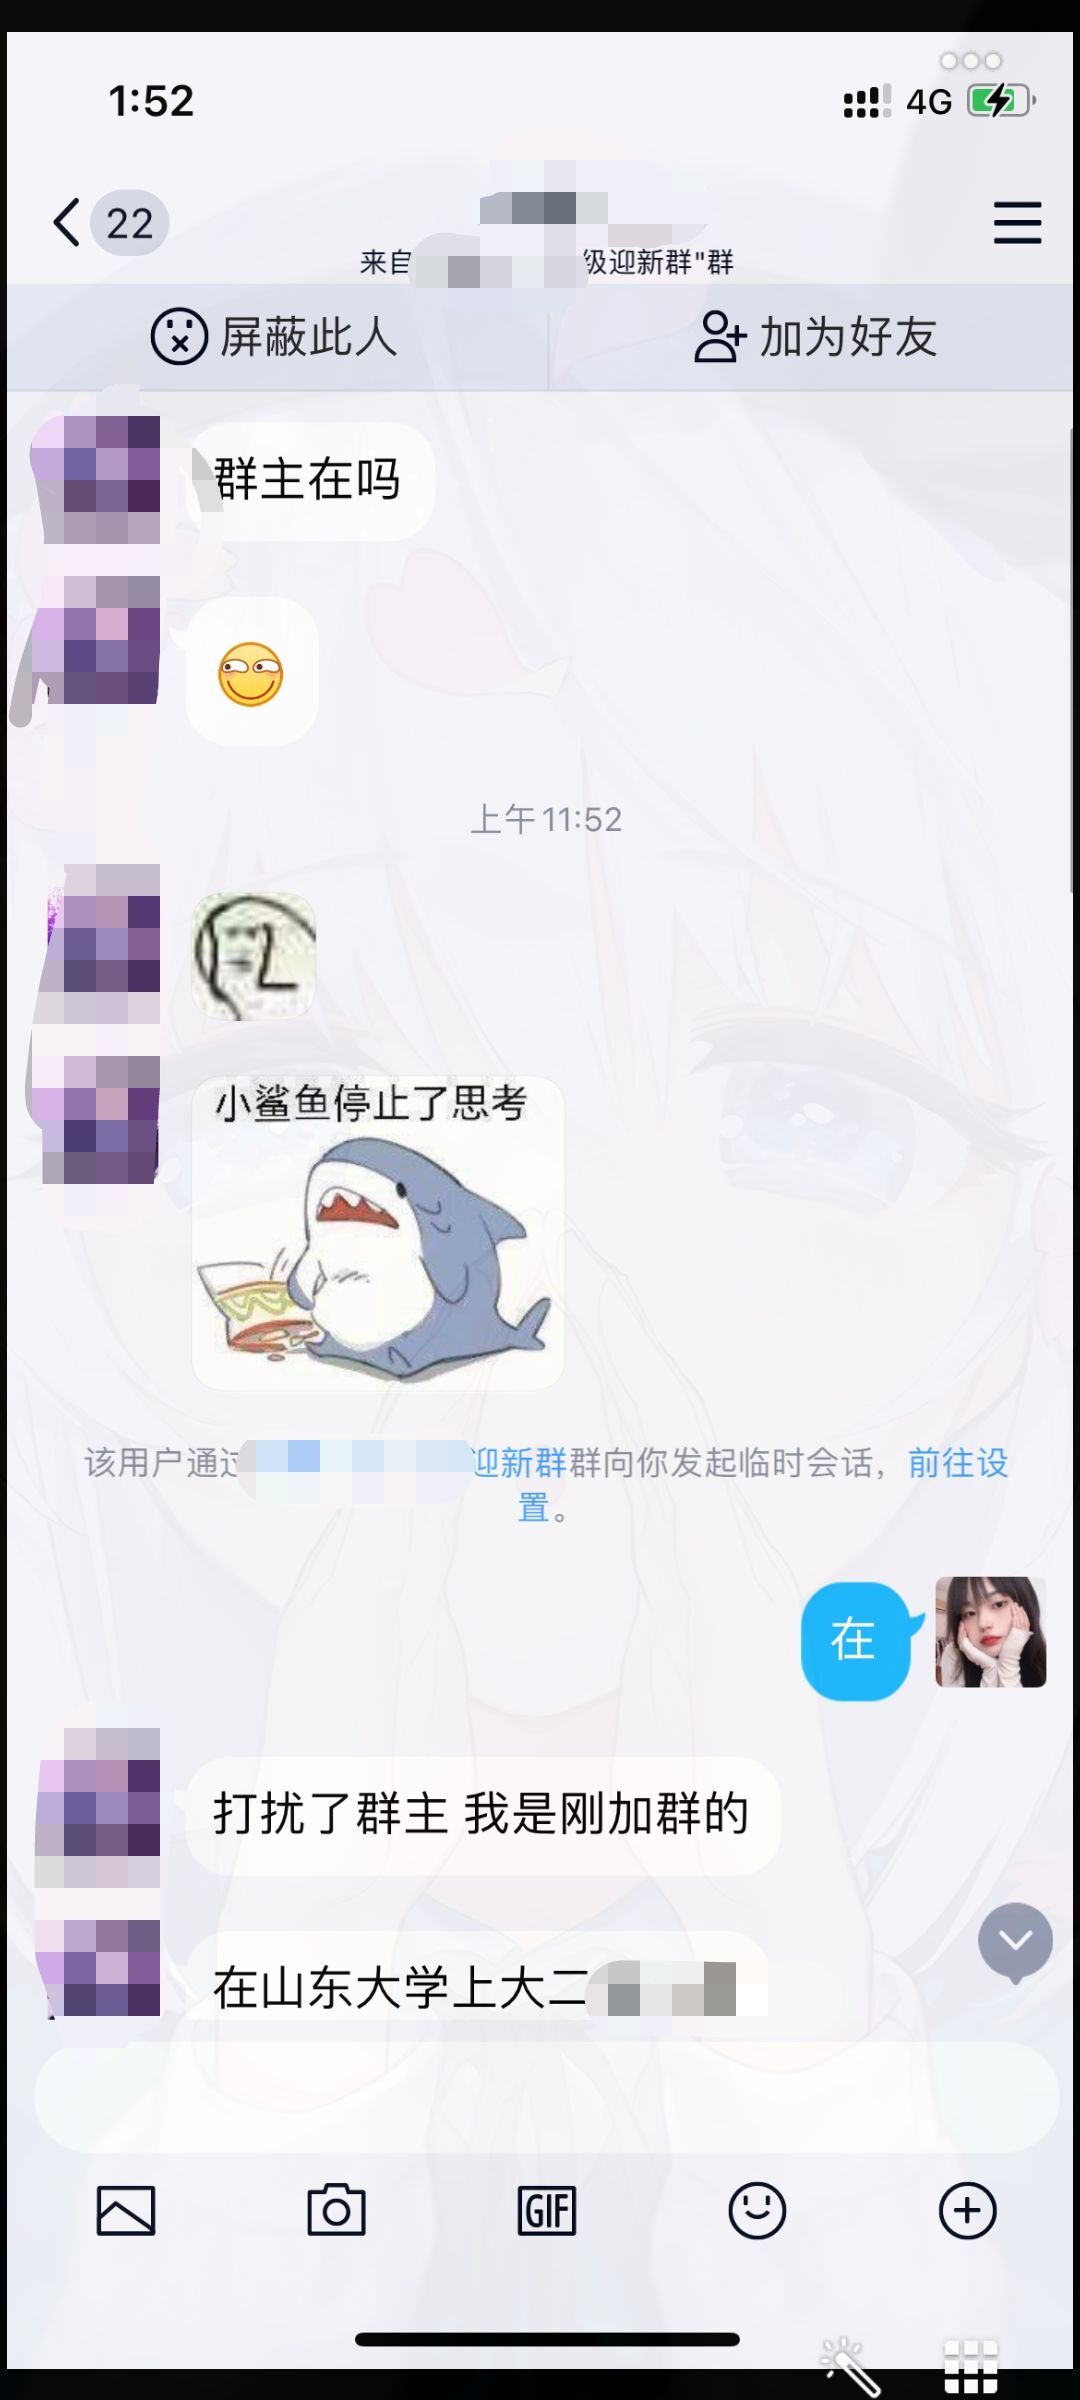 1:52
4G
22
来自
级迎新群"群
屏蔽此人
加为好友
群主在吗
上午11:52
小鲨鱼停止了思考
该用户通过
迎新群群向你发起临时会话，前往设
置。
在
打扰了群主 我是刚加群的
在山东大学上大二
GIF